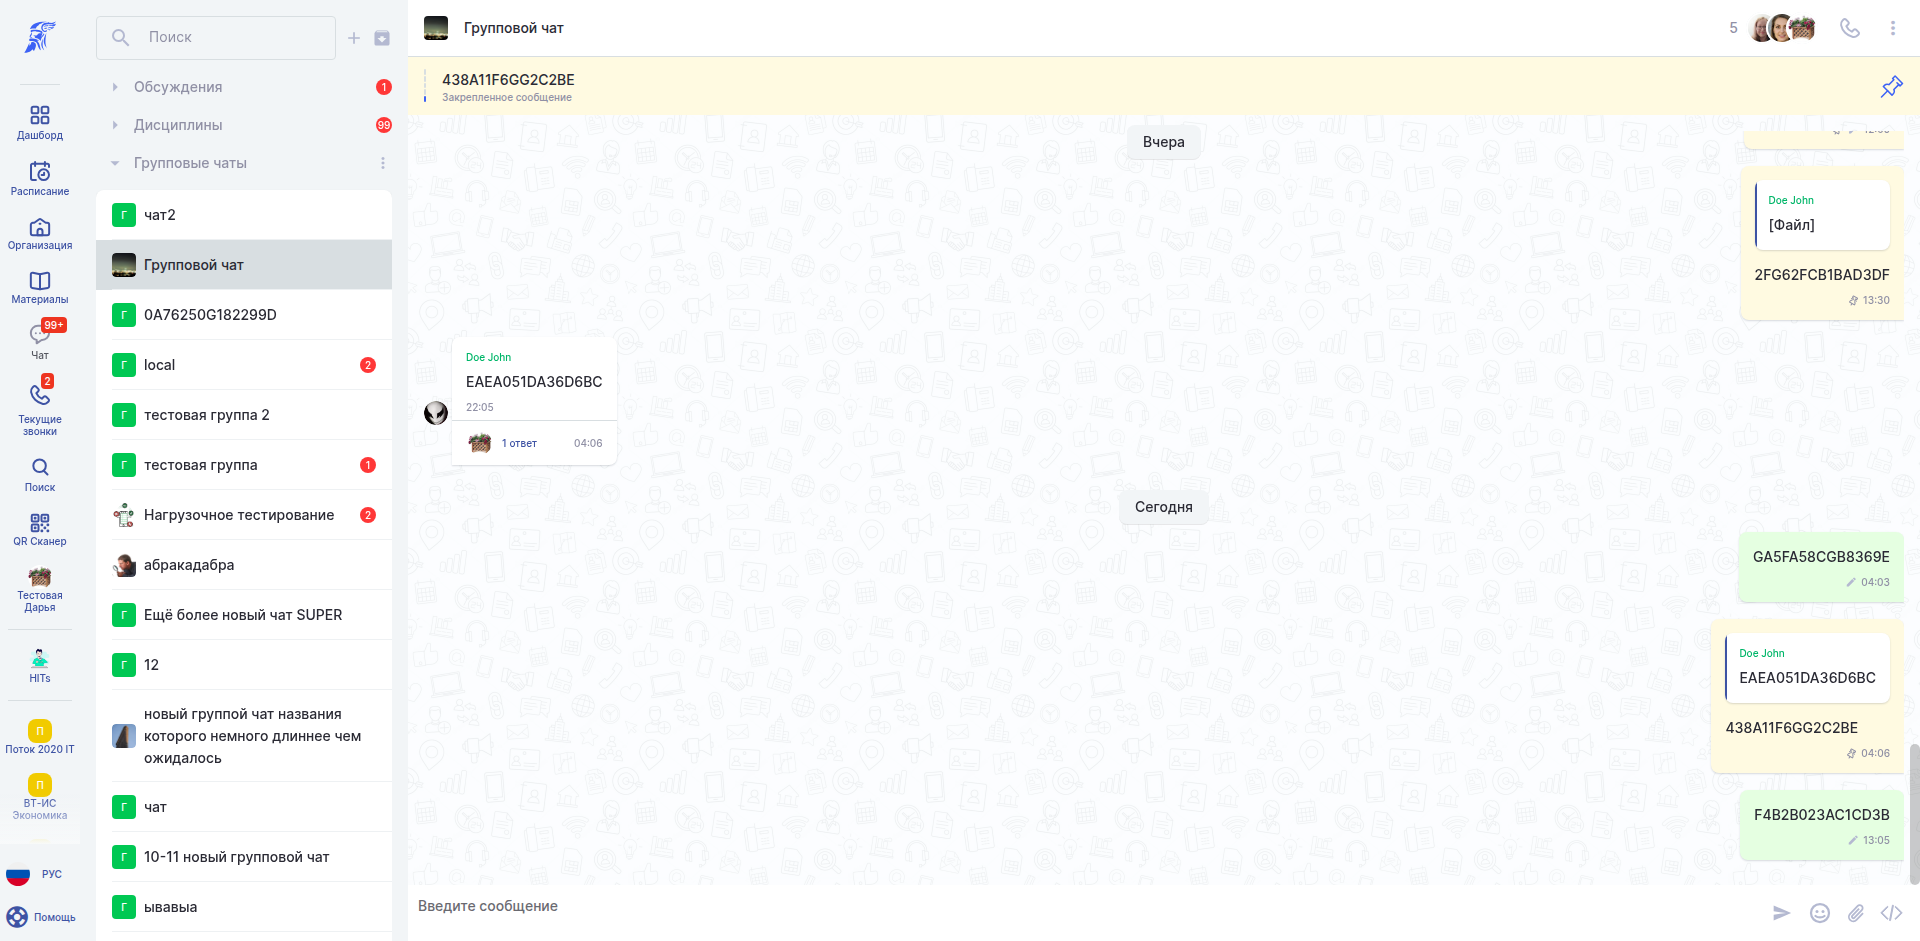 Дашборд
Расписание
Организация
Материалы
99+
Чат
2
Текущие
звонки
Поиск
QR Сканер
Тестовая
Дарья
HITs
П
Поток 2020 IT
П
ВТ-ИС
Экономика
РУС
Помощь
Поиск
Обсуждения 1
Дисциплины 99
Групповые чаты
Г чат2
Групповой чат
Г 0A76250G182299D
Г local 2
Г тестовая группа 2
Г тестовая группа 1
Нагрузочное тестирование 2
абракадабра
Г Ещё более новый чат SUPER
Г 12
новый группой чат названия
которого немного длиннее чем
ожидалось
Г чат
Г 10-11 новый групповой чат
Г ывавыа
Групповой чат 5
438A11F6GG2C2BE
Закрепленное сообщение
Вчера
Doe John
[Файл]
2FG62FCB1BAD3DF
13:30
Doe John
EAEA051DA36D6BC
22:05
1 ответ 04:06
Сегодня
GA5FA58CGB8369E
04:03
Doe John
EAEA051DA36D6BC
438A11F6GG2C2BE
04:06
F4B2B023AC1CD3B
13:05
Введите сообщение